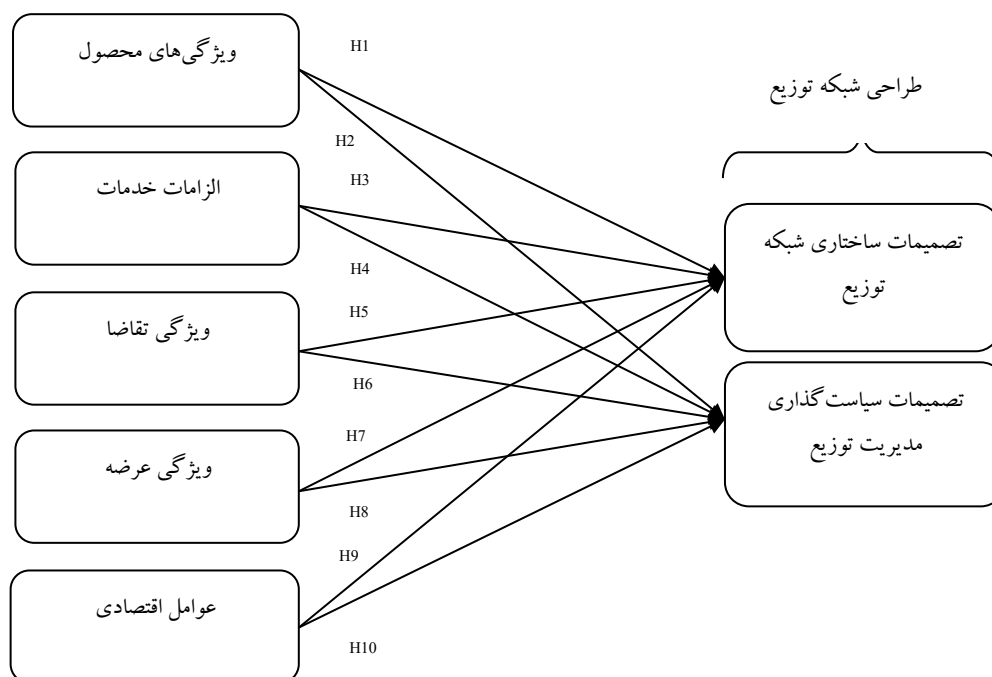 ویژگی‌های محصول
الزامات خدمات
ویژگی تقاضا
ویژگی عرضه
عوامل اقتصادی
H1
H2
H3
H4
H5
H6
H7
H8
H9
H10
طراحی شبکه توزیع
تصمیمات ساختاری شبکه
توزیع
تصمیمات سیاست‌گذاری
مدیریت توزیع